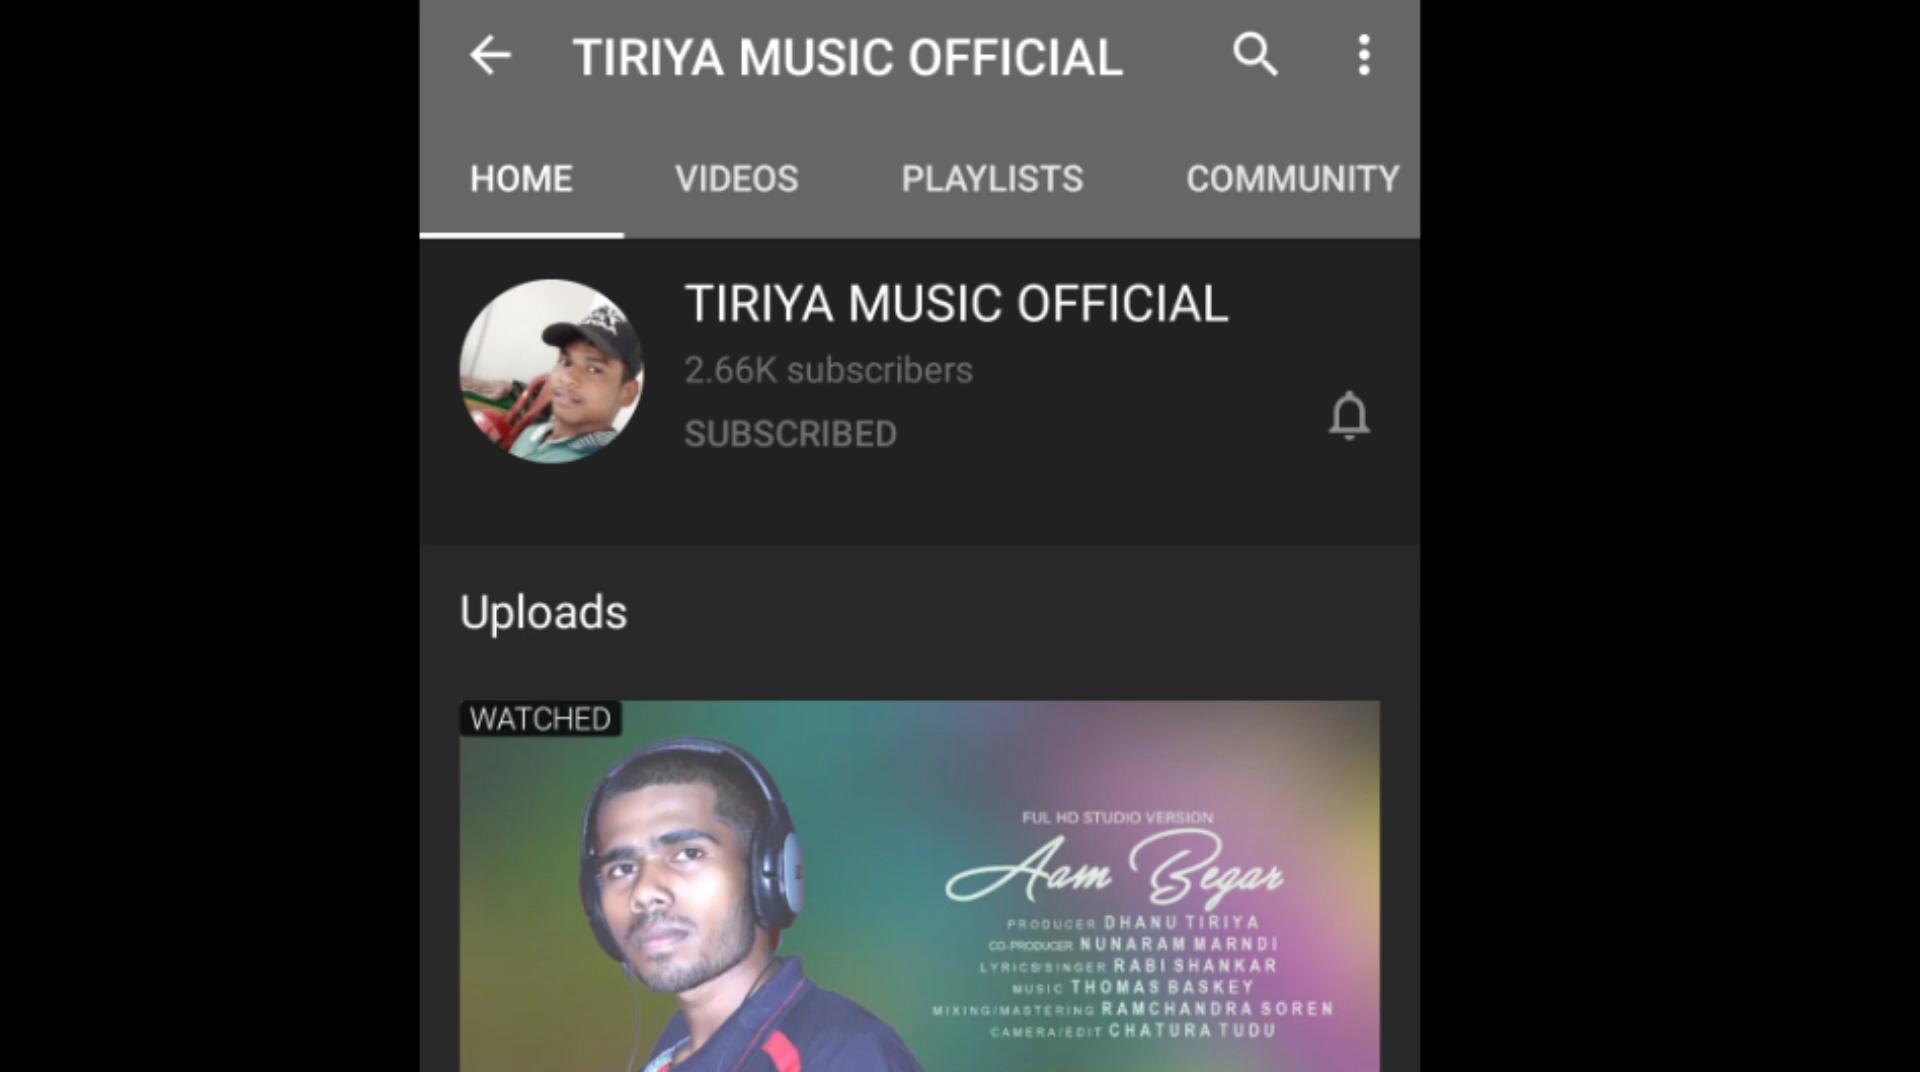 TIRIYA MUSIC OFFICIAL
HOME VIDEOS PLAYLISTS COMMUNITY
TIRIYA MUSIC OFFICIAL
2.66K subscribers
SUBSCRIBED
Uploads
WATCHED
FUL HD STUDIO VERSION
Aam Begar
PRODUCER DHANU TIRIYA
CO-PRODUCER NUNARAM MARNDI
LYRICS/SINGER RABI SHANKAR
MUSIC THOMAS BASKEY
MIXING/MASTERING RAMCHANDRA SOREN
CAMERA/EDIT CHATURA TUDU